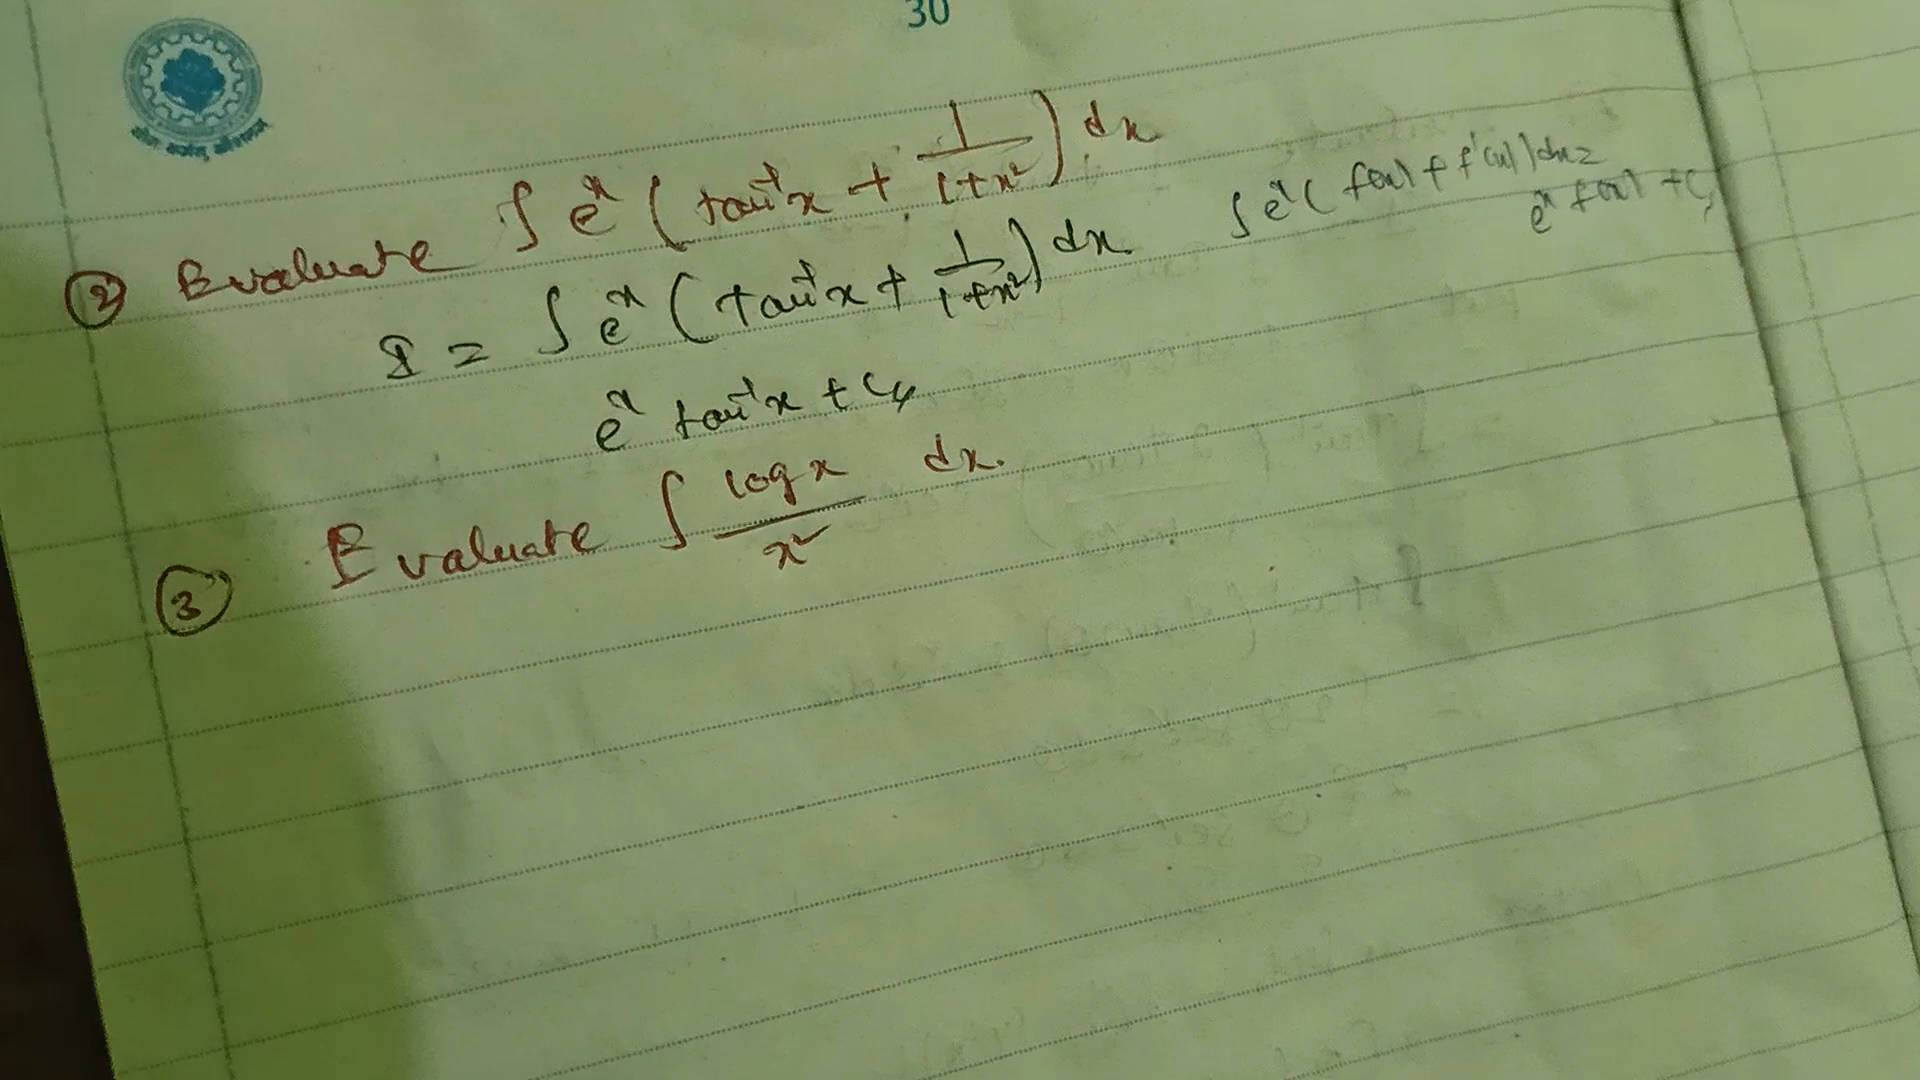 30
② Evaluate ∫ eˣ (tan⁻¹x + 1/(1+x²)) dx
∫ eˣ ( f(x) + f'(x) ) dx =
eˣ f(x) + C
I = ∫ eˣ (tan⁻¹x + 1/(1+x²)) dx
eˣ tan⁻¹x + C
③ Evaluate ∫ log x / x² dx.